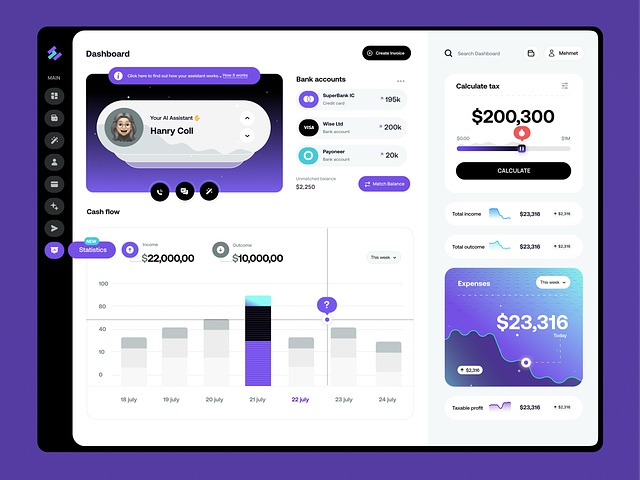 MAIN
NEW
Statistics
Dashboard
Create Invoice
Click here to find out how your assistant works. How it works
Your AI Assistant 🖐
Hanry Coll
Bank accounts
SuperBank IC
Credit card
195k
VISA
Wise Ltd
Bank account
200k
Payoneer
Bank account
20k
Unmatched balance
$2,250
Match Balance
Cash flow
Income
$22,000,00
Outcome
$10,000,00
This week
100
80
40
10
0
?
18 july
19 july
20 july
21 july
22 july
23 july
24 july
Search Dashboard
Mehmet
Calculate tax
$200,300
$0.00
$1M
CALCULATE
Total income
$23,316
$2,316
Total outcome
$23,316
$2,316
Expenses
This week
$23,316
Today
$2,316
Taxable profit
$23,316
$2,316